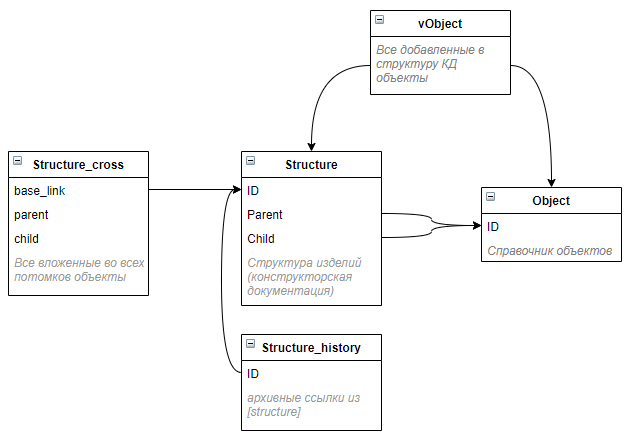 vObject
Все добавленные в
структуру КД
объекты
Structure_cross
base_link
parent
child
Все вложенные во всех
потомков объекты
Structure
ID
Parent
Child
Структура изделий
(конструкторская
документация)
Object
ID
Справочник объектов
Structure_history
ID
архивные ссылки из
[structure]